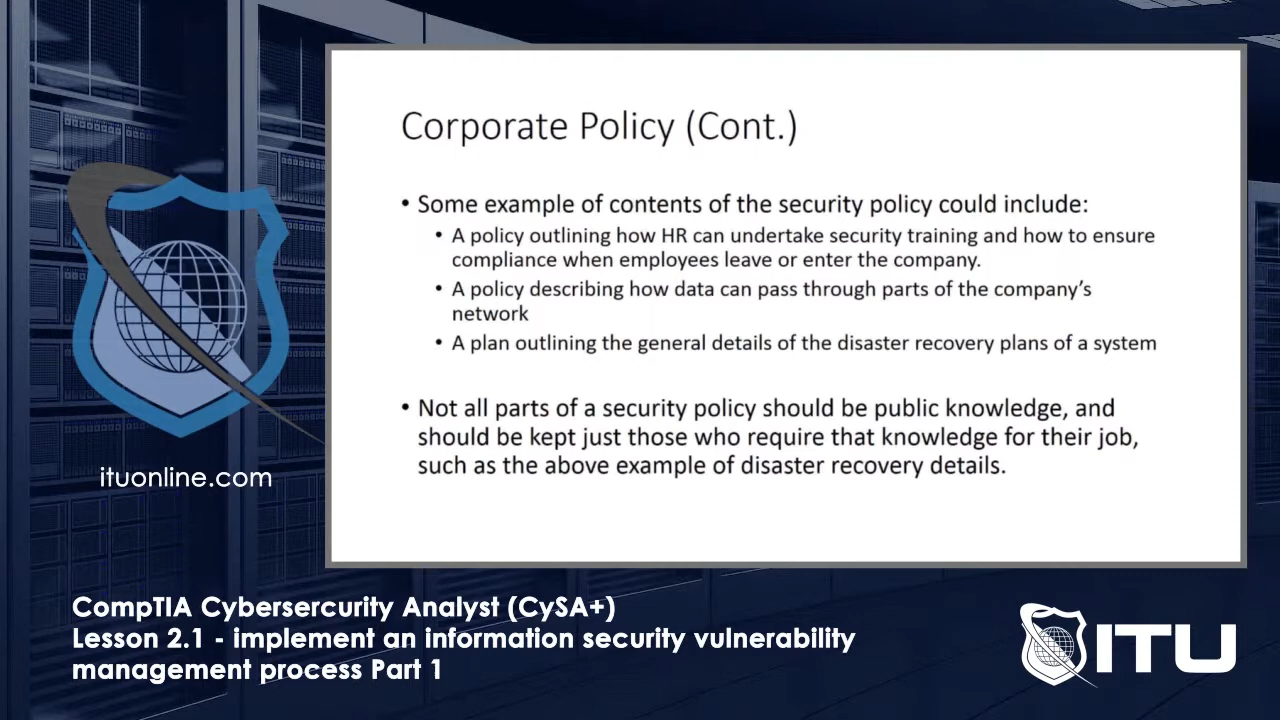 Corporate Policy (Cont.)
• Some example of contents of the security policy could include:
• A policy outlining how HR can undertake security training and how to ensure
compliance when employees leave or enter the company.
• A policy describing how data can pass through parts of the company’s
network
• A plan outlining the general details of the disaster recovery plans of a system
• Not all parts of a security policy should be public knowledge, and
should be kept just those who require that knowledge for their job,
such as the above example of disaster recovery details.
ituonline.com
CompTIA Cybersercurity Analyst (CySA+)
Lesson 2.1 - implement an information security vulnerability
management process Part 1
ITU